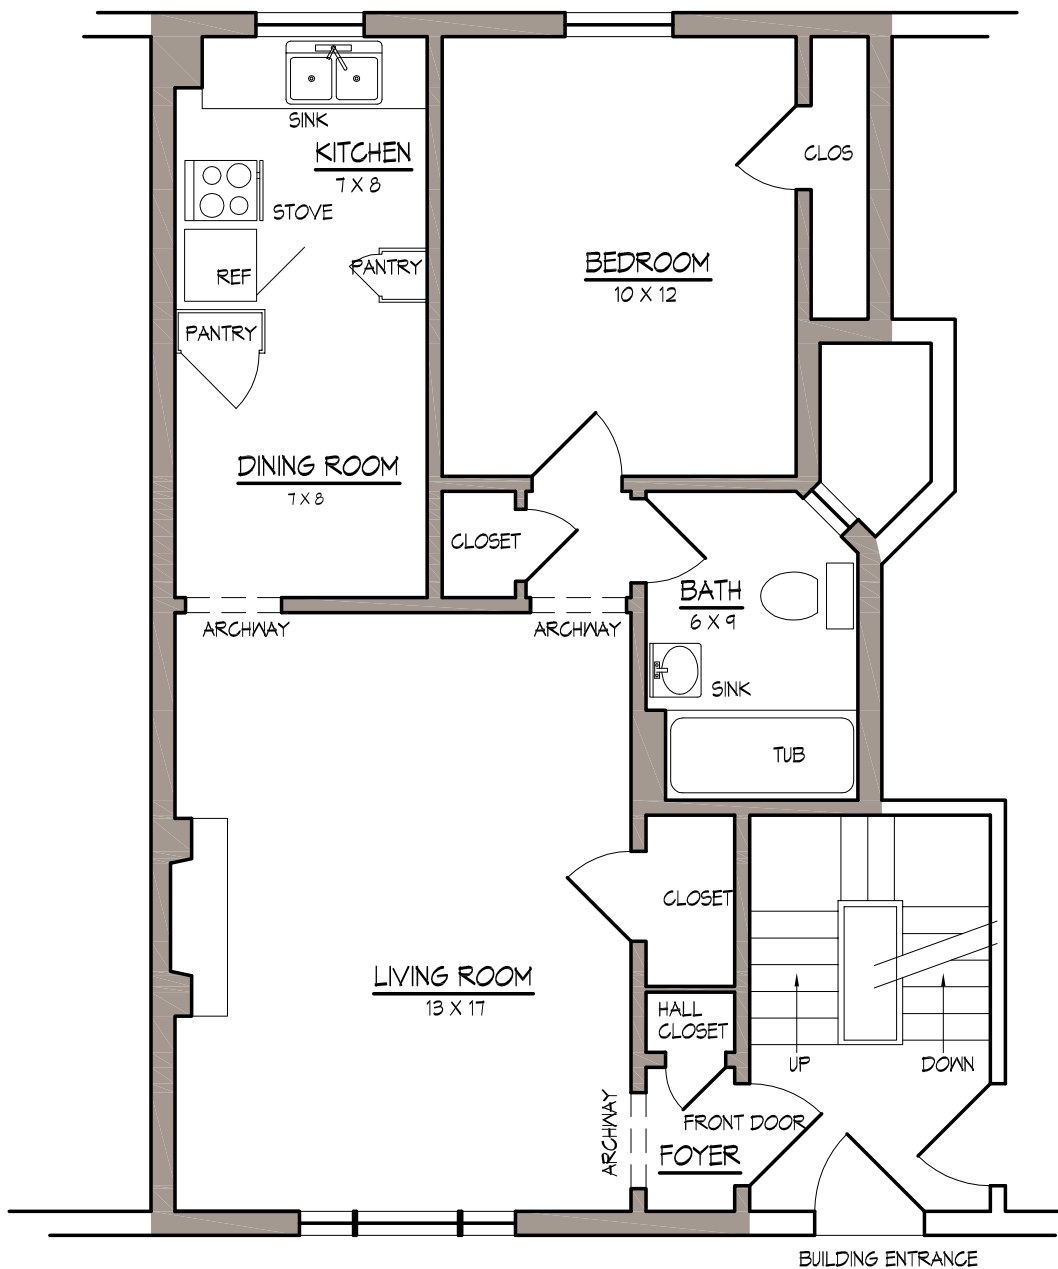 SINK
KITCHEN
7 X 8
CLOS
STOVE
BEDROOM
10 X 12
REF
PANTRY
PANTRY
DINING ROOM
7 X 8
CLOSET
BATH
6 X 9
ARCHWAY
ARCHWAY
SINK
TUB
CLOSET
LIVING ROOM
13 X 17
HALL
CLOSET
UP
DOWN
ARCHWAY
FRONT DOOR
FOYER
BUILDING ENTRANCE